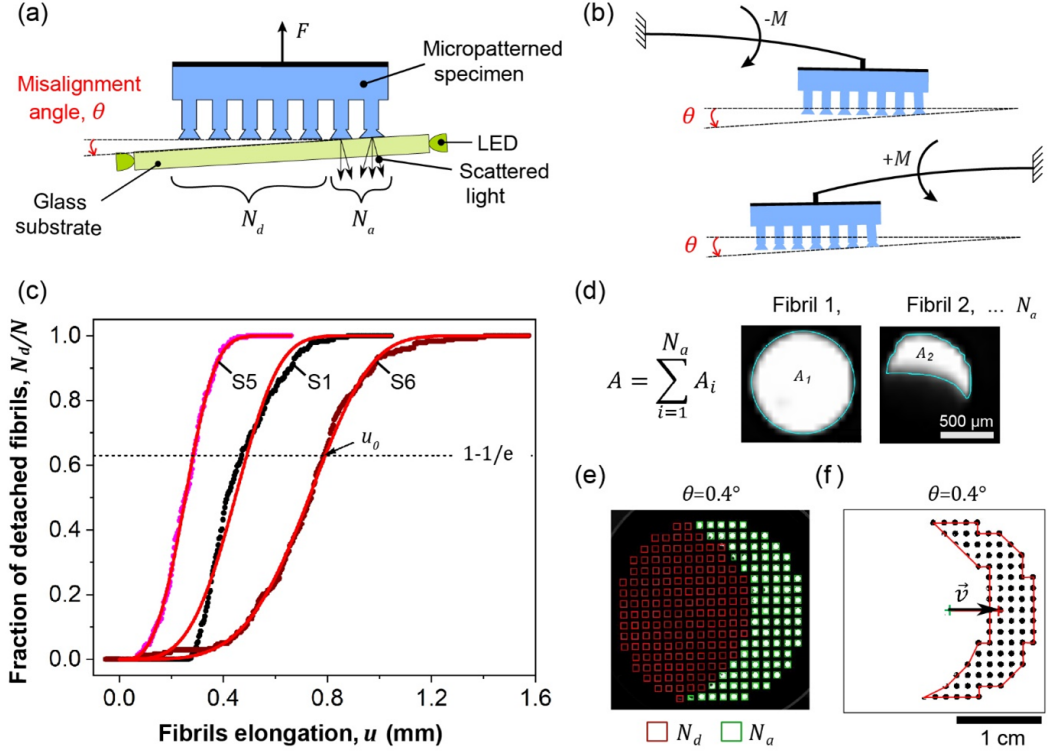 (a)
F
Micropatterned
specimen
Misalignment
angle, θ
LED
Scattered
light
Glass
substrate
N_d
N_a
(b)
-M
θ
+M
θ
(c)
Fraction of detached fibrils, N_d/N
1.0
0.8
0.6
0.4
0.2
0.0
S5
S1
S6
u_0
1-1/e
0.0
0.4
0.8
1.2
1.6
Fibrils elongation, u (mm)
(d)
Fibril 1,
Fibril 2, ... N_a
A = ∑_{i=1}^{N_a} A_i
A_1
A_2
500 µm
(e)
θ=0.4°
N_d
N_a
(f)
θ=0.4°
v⃗
1 cm